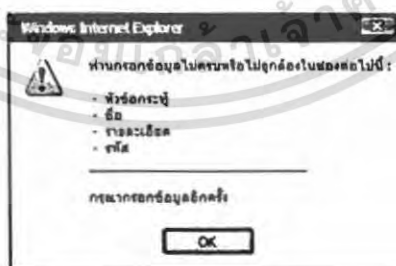 Windows Internet Explorer
ท่านกรอกข้อมูลไม่ครบหรือไม่ถูกต้องในช่องต่อไปนี้ :
- หัวข้อกระทู้
- ชื่อ
- รายละเอียด
- รหัส
กรุณากรอกข้อมูลอีกครั้ง
OK